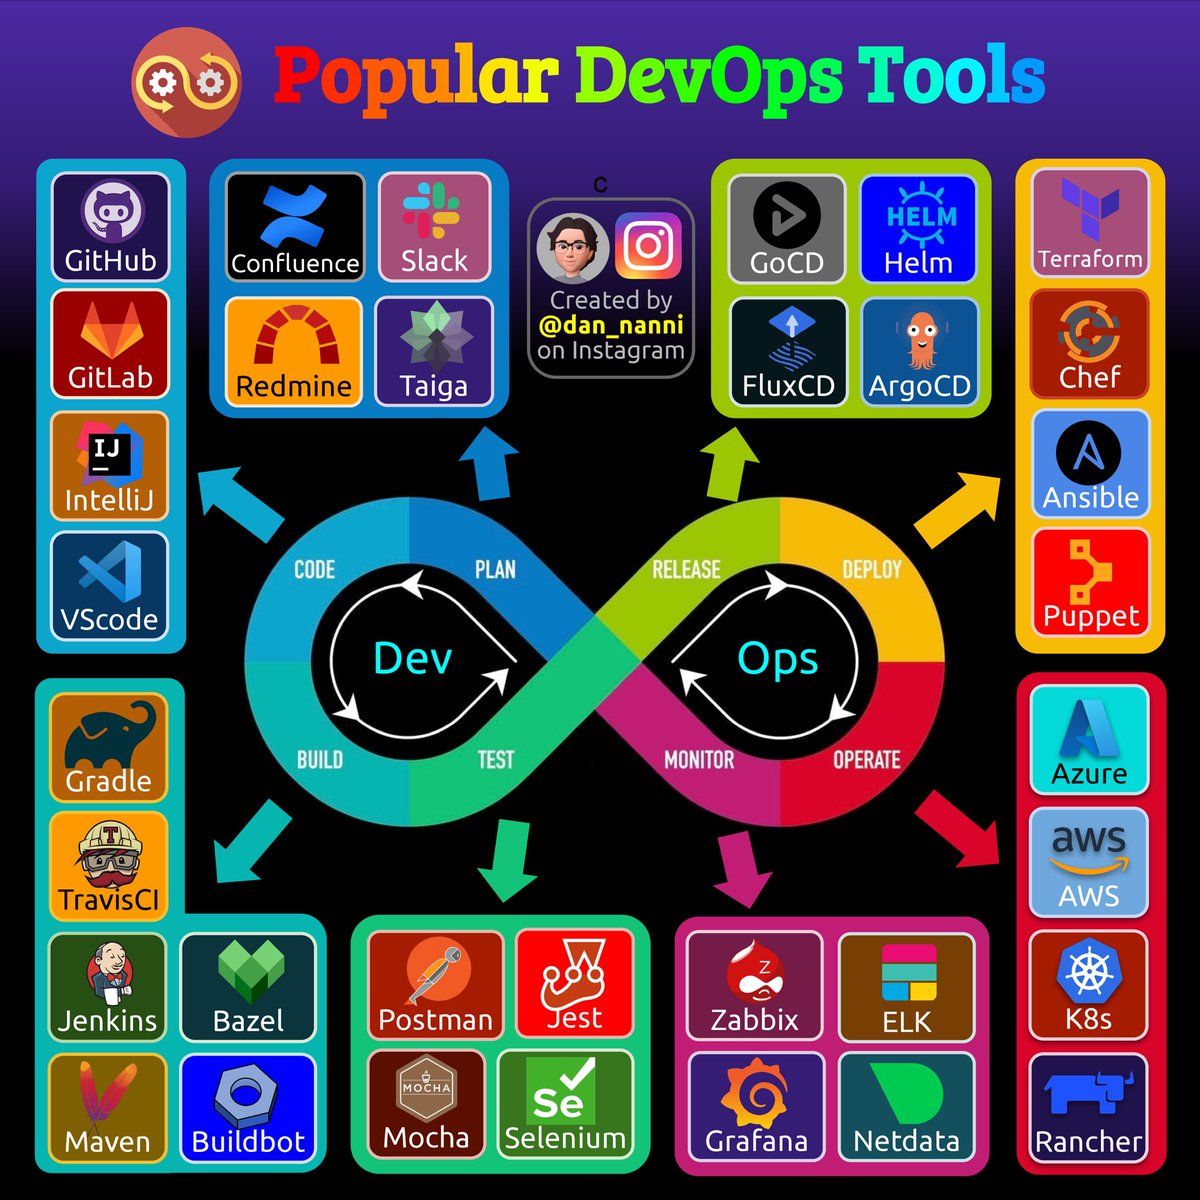 Popular DevOps Tools
GitHub
GitLab
IJ
IntelliJ
VScode
Confluence
Slack
Redmine
Taiga
C
Created by
@dan_nanni
on Instagram
GoCD
HELM
Helm
FluxCD
ArgoCD
Terraform
Chef
Ansible
Puppet
CODE
PLAN
RELEASE
DEPLOY
Dev
Ops
BUILD
TEST
MONITOR
OPERATE
Gradle
T
TravisCI
Jenkins
Bazel
Maven
Buildbot
Postman
Jest
MOCHA
Mocha
Se
Selenium
Z
Zabbix
ELK
Grafana
Netdata
Azure
aws
AWS
K8s
Rancher